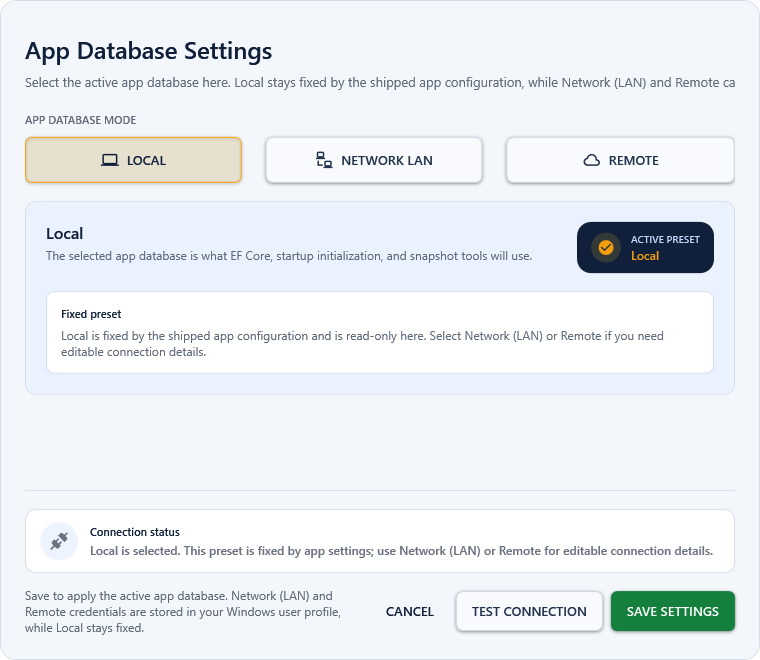 App Database Settings
Select the active app database here. Local stays fixed by the shipped app configuration, while Network (LAN) and Remote ca
APP DATABASE MODE
LOCAL
NETWORK LAN
REMOTE
Local
The selected app database is what EF Core, startup initialization, and snapshot tools will use.
ACTIVE PRESET
Local
Fixed preset
Local is fixed by the shipped app configuration and is read-only here. Select Network (LAN) or Remote if you need
editable connection details.
Connection status
Local is selected. This preset is fixed by app settings; use Network (LAN) or Remote for editable connection details.
Save to apply the active app database. Network (LAN) and
Remote credentials are stored in your Windows user profile,
while Local stays fixed.
CANCEL
TEST CONNECTION
SAVE SETTINGS